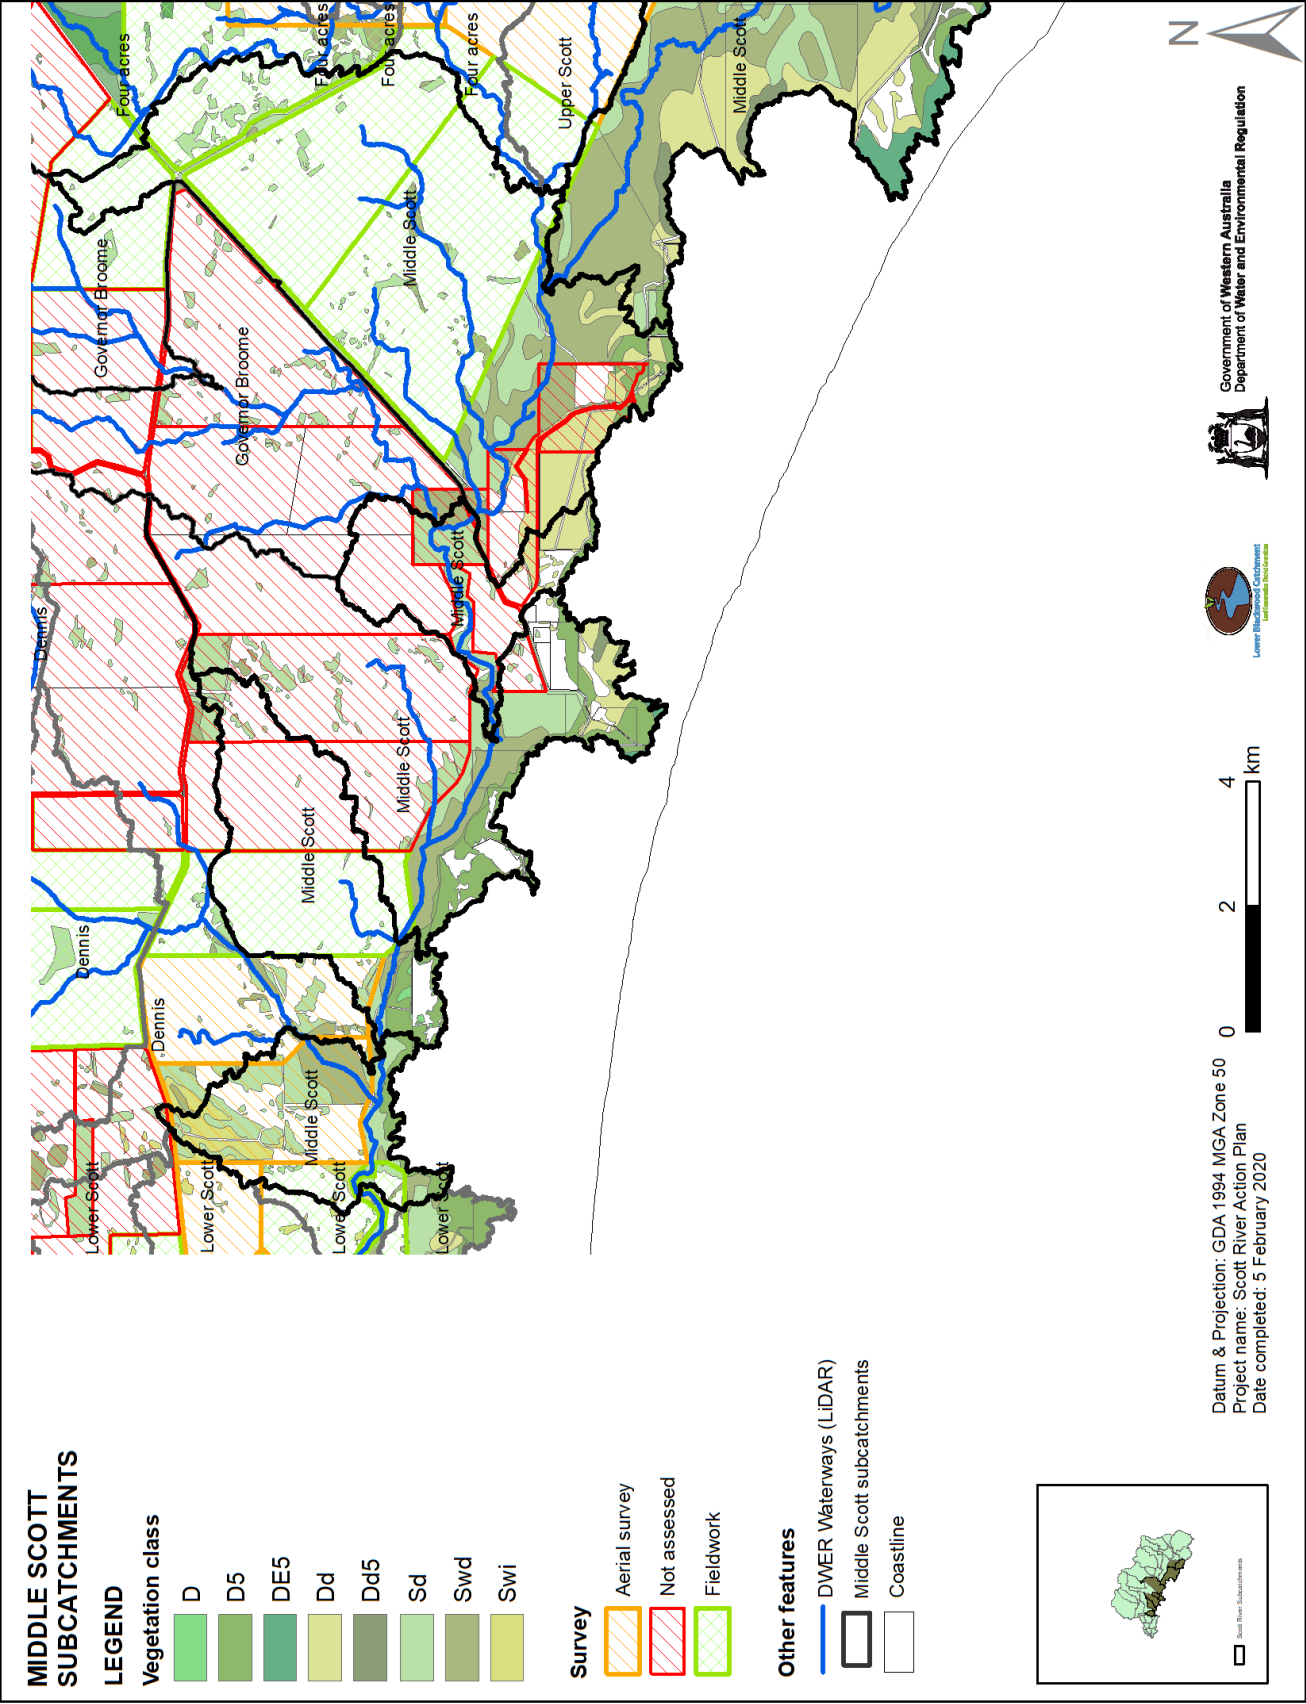 MIDDLE SCOTT
SUBCATCHMENTS
LEGEND
Vegetation class
D
D5
DE5
Dd
Dd5
Sd
Swd
Swi
Survey
Aerial survey
Not assessed
Fieldwork
Other features
DWER Waterways (LiDAR)
Middle Scott subcatchments
Coastline
Scott River Subcatchments
Lower Scott
Lower Scott
Lower Scott
Lower Scott
Middle Scott
Dennis
Dennis
Dennis
Middle Scott
Middle Scott
Middle Scott
Governor Broome
Governor Broome
Middle Scott
Four acres
Four acres
Four acres
Four acres
Upper Scott
Middle Scott
Datum & Projection: GDA 1994 MGA Zone 50
Project name: Scott River Action Plan
Date completed: 5 February 2020
0 2 4
km
Lower Blackwood Catchment
Government of Western Australia
Department of Water and Environmental Regulation
N